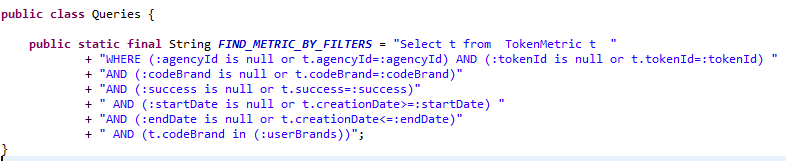 public class Queries {
public static final String FIND_METRIC_BY_FILTERS = "Select t from  TokenMetric t  "
+ "WHERE (:agencyId is null or t.agencyId=:agencyId) AND (:tokenId is null or t.tokenId=:tokenId) "
+ "AND (:codeBrand is null or t.codeBrand=:codeBrand)"
+ "AND (:success is null or t.success=:success)"
+ " AND (:startDate is null or t.creationDate>=:startDate) "
+ "AND (:endDate is null or t.creationDate<=:endDate)"
+ " AND (t.codeBrand in (:userBrands))";
}